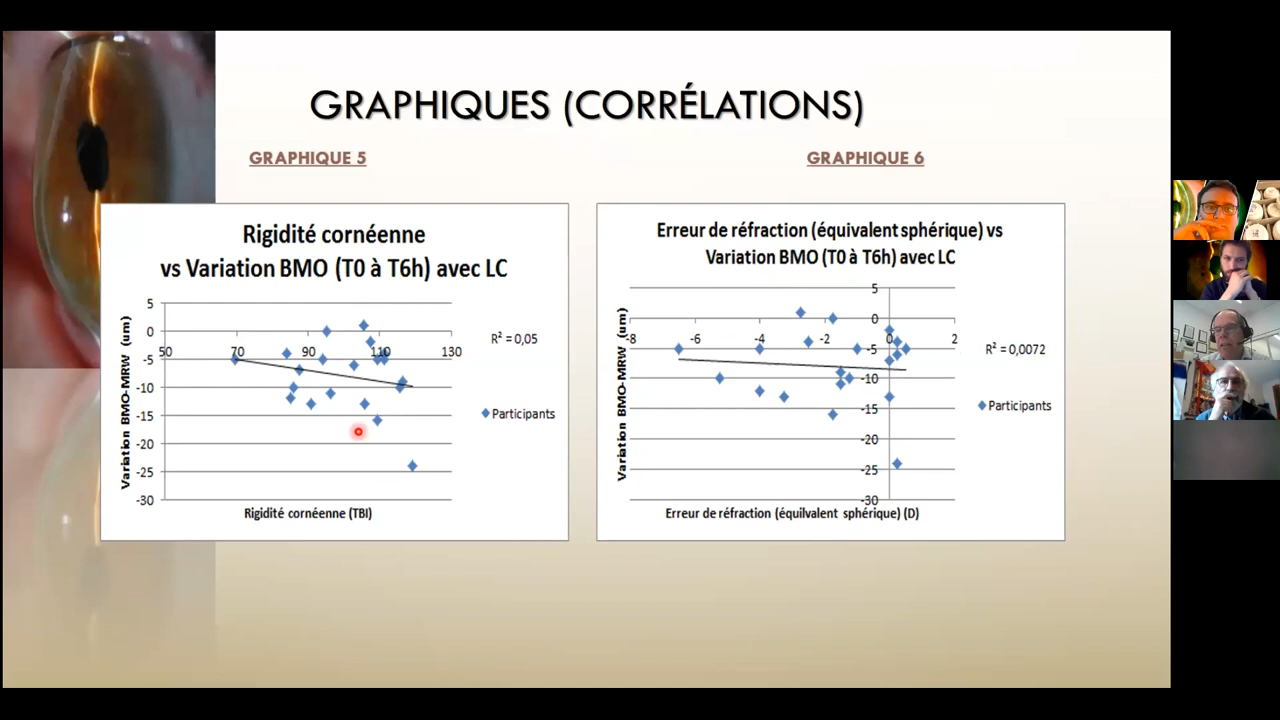 GRAPHIQUES (CORRÉLATIONS)
GRAPHIQUE 5
GRAPHIQUE 6
Rigidité cornéenne
vs Variation BMO (T0 à T6h) avec LC
Variation BMO-MRW (um)
5
0
-5
-10
-15
-20
-25
-30
50
70
90
110
130
R² = 0,05
Participants
Rigidité cornéenne (TBI)
Erreur de réfraction (équivalent sphérique) vs
Variation BMO (T0 à T6h) avec LC
Variation BMO-MRW (um)
5
0
-5
-10
-15
-20
-25
-30
-8
-6
-4
-2
0
2
R² = 0,0072
Participants
Erreur de réfraction (équilvalent sphérique) (D)